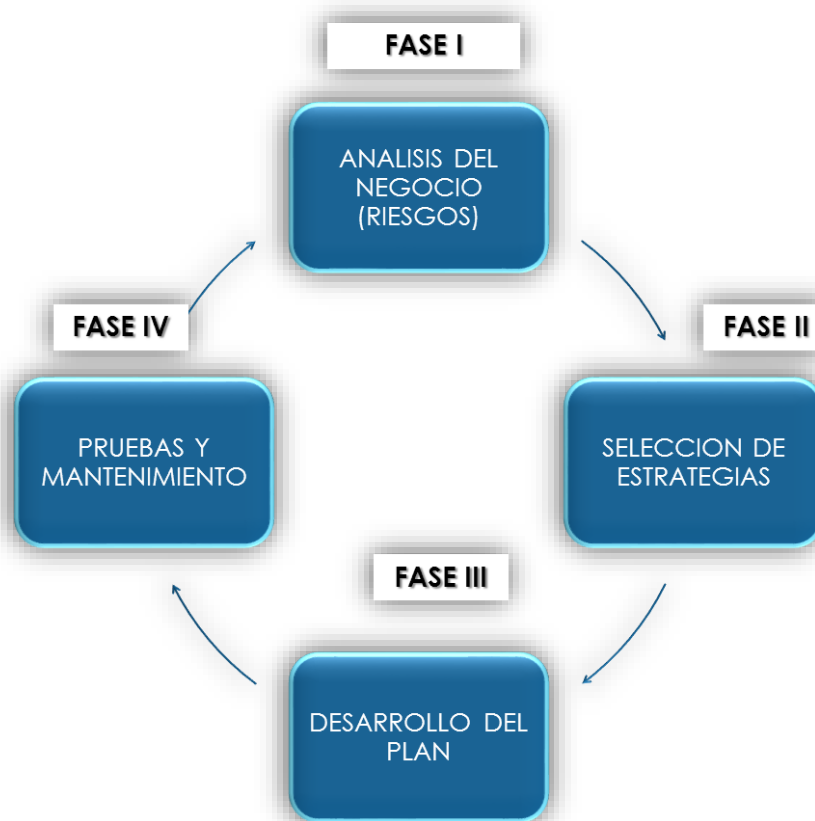 FASE I
ANALISIS DEL
NEGOCIO
(RIESGOS)
FASE II
SELECCION DE
ESTRATEGIAS
FASE III
DESARROLLO DEL
PLAN
FASE IV
PRUEBAS Y
MANTENIMIENTO